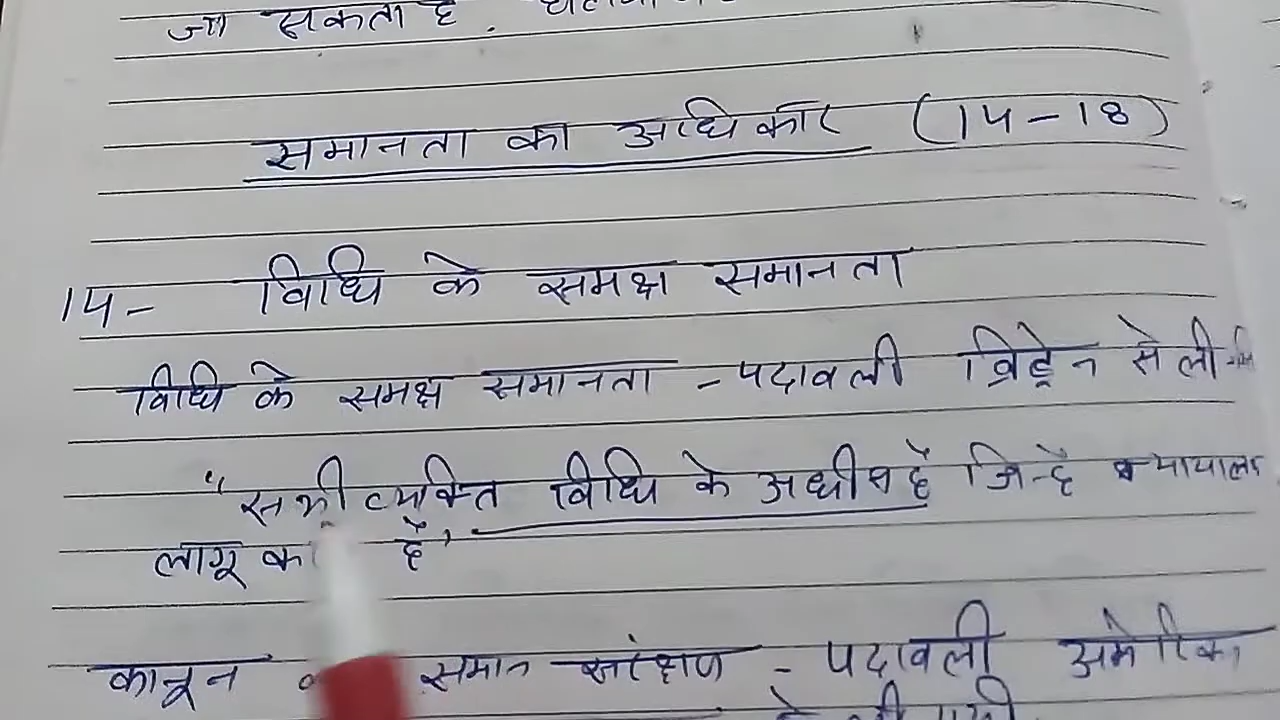 जा सकता है .
समानता का अधिकार (14-18)
14- विधि के समक्ष समानता
विधि के समक्ष समानता - पदावली ब्रिट्रेन से ली
"सभी व्यक्ति विधि के अधीन हैं जिन्हें न्यायालय
लागू है"
कानून समान संरक्षण - पदावली अमेरिका
से ली गयी